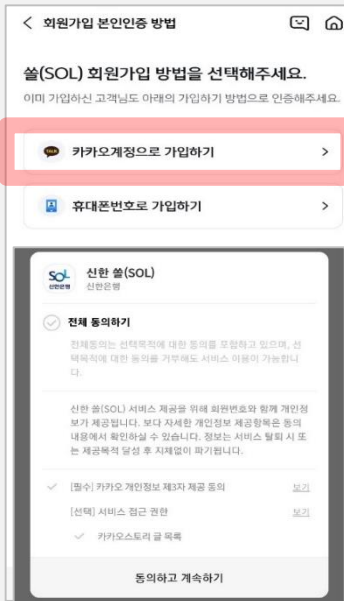 회원가입 본인인증 방법
쏠(SOL) 회원가입 방법을 선택해주세요.
이미 가입하신 고객님도 아래의 가입하기 방법으로 인증해주세요.
TALK
카카오계정으로 가입하기
휴대폰번호로 가입하기
SOL
신한은행
신한 쏠(SOL)
신한은행
전체 동의하기
전체동의는 선택목적에 대한 동의를 포함하고 있으며, 선
택목적에 대한 동의를 거부해도 서비스 이용이 가능합니
다.
신한 쏠(SOL) 서비스 제공을 위해 회원번호와 함께 개인정
보가 제공됩니다. 보다 자세한 개인정보 제공항목은 동의
내용에서 확인하실 수 있습니다. 정보는 서비스 탈퇴 시 또
는 제공목적 달성 후 지체없이 파기됩니다.
[필수] 카카오 개인정보 제3자 제공 동의 보기
[선택] 서비스 접근 권한 보기
카카오스토리 글 목록
동의하고 계속하기